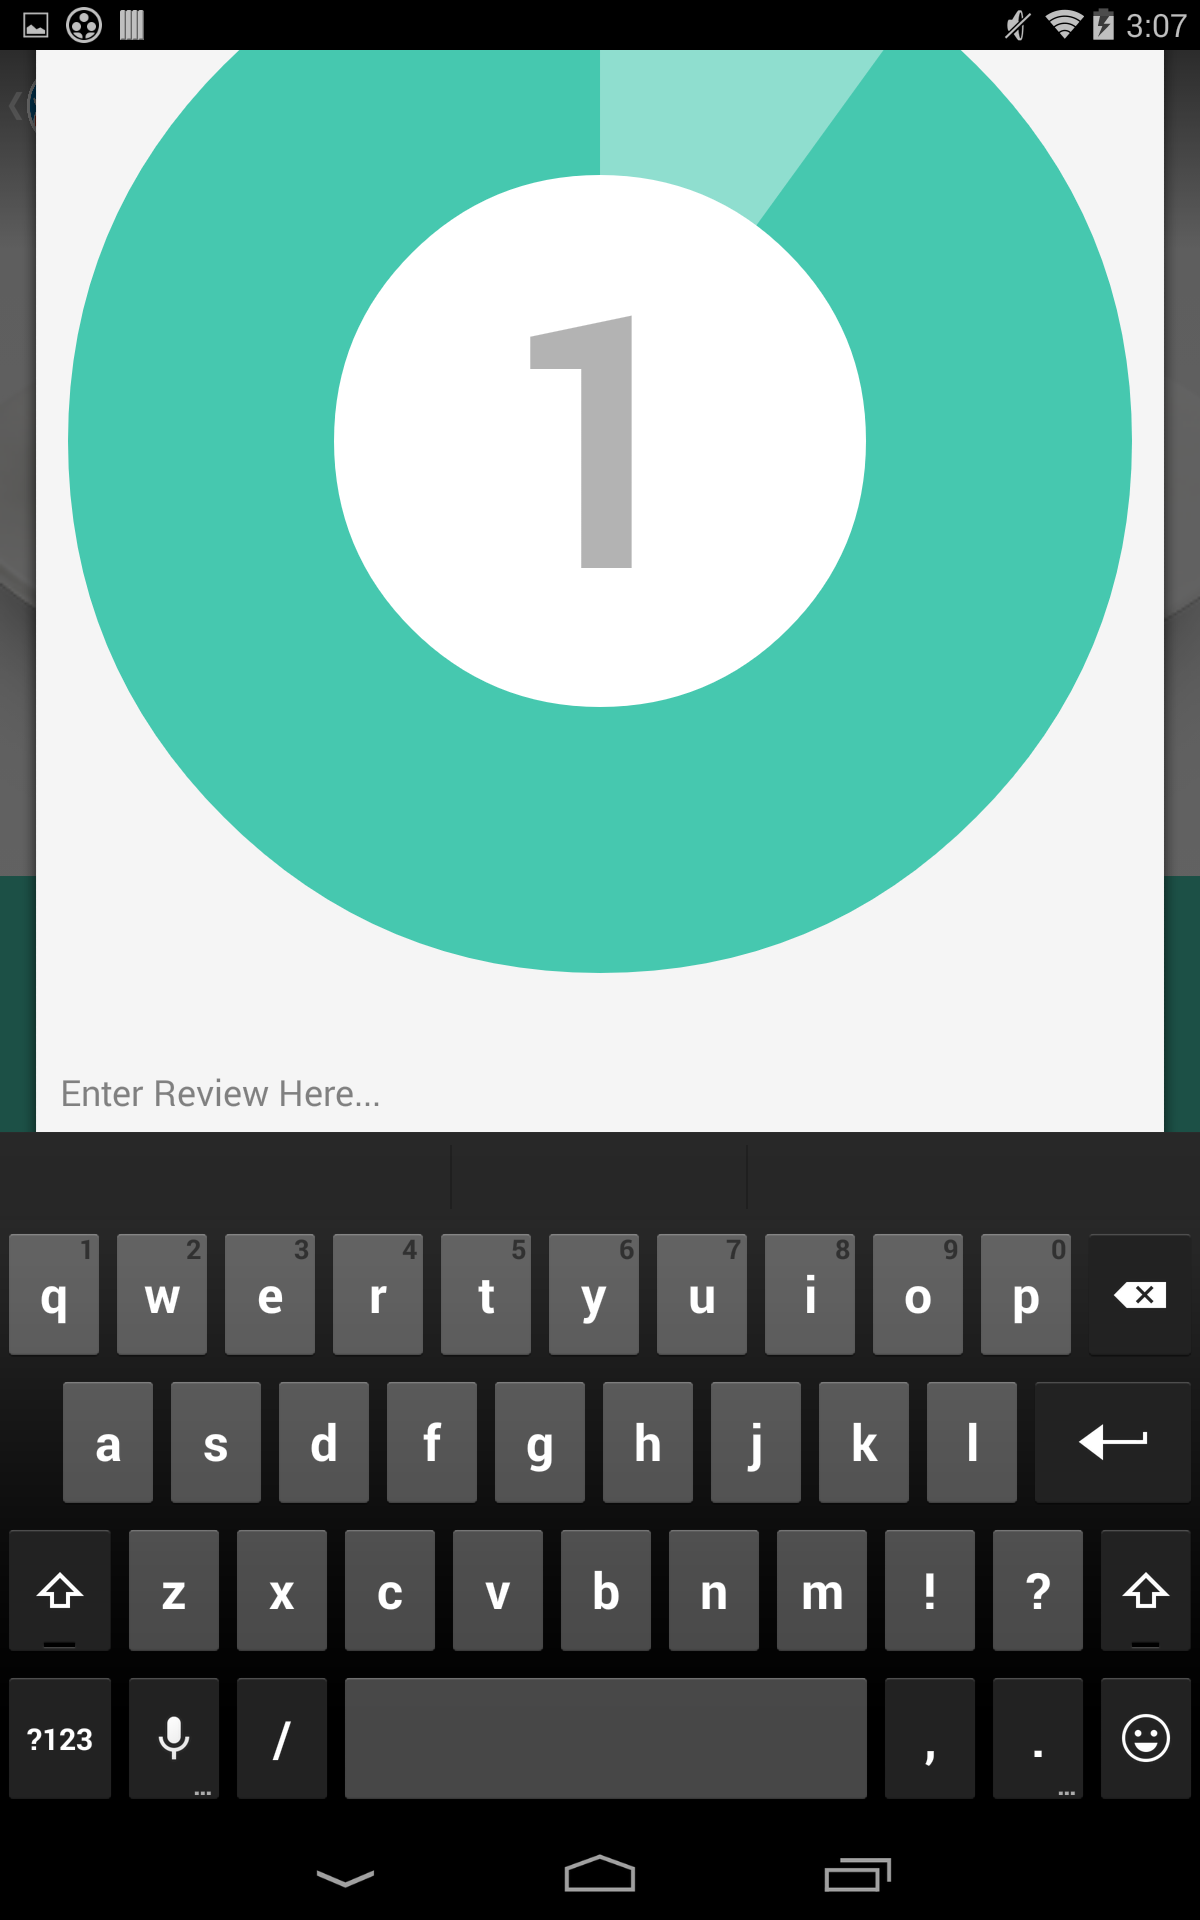 3:07
1
Enter Review Here...
1 2 3 4 5 6 7 8 9 0
q w e r t y u i o p
a s d f g h j k l
z x c v b n m ! ?
?123 / , .